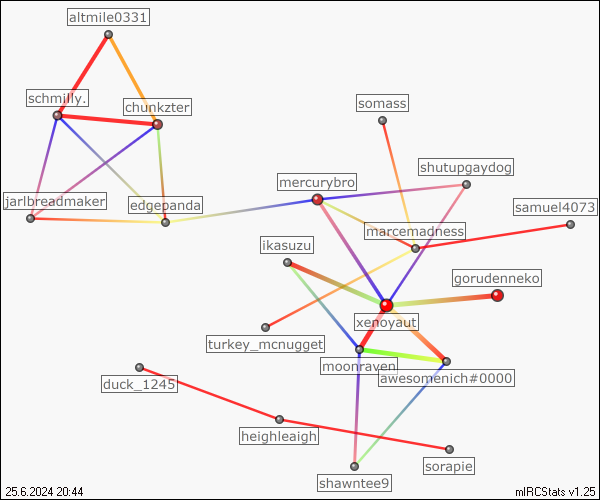 altmile0331
schmilly.
chunkzter
somass
shutupgaydog
mercurybro
jarlbreadmaker
edgepanda
samuel4073
marcemadness
ikasuzu
gorudenneko
xenoyaut
turkey_mcnugget
moonraven
awesomenich#0000
duck_1245
heighleaigh
sorapie
shawntee9
25.6.2024 20:44
mIRCStats v1.25